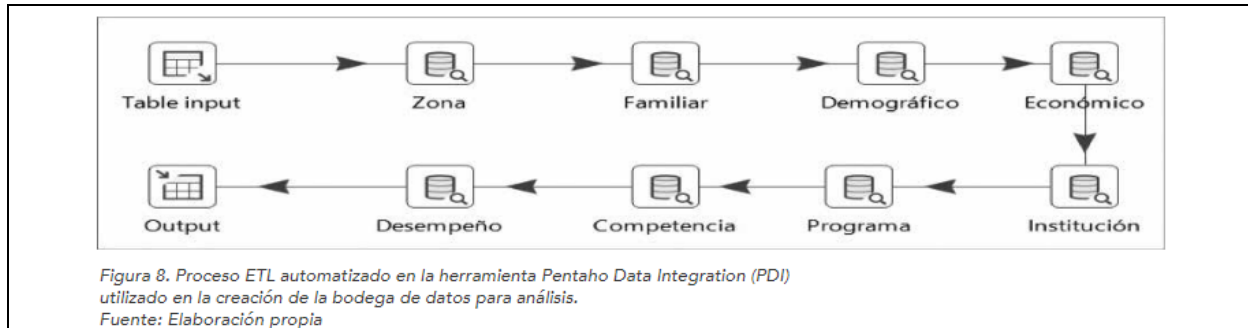 Table input
Zona
Familiar
Demográfico
Económico
Output
Desempeño
Competencia
Programa
Institución
Figura 8. Proceso ETL automatizado en la herramienta Pentaho Data Integration (PDI)
utilizado en la creación de la bodega de datos para análisis.
Fuente: Elaboración propia